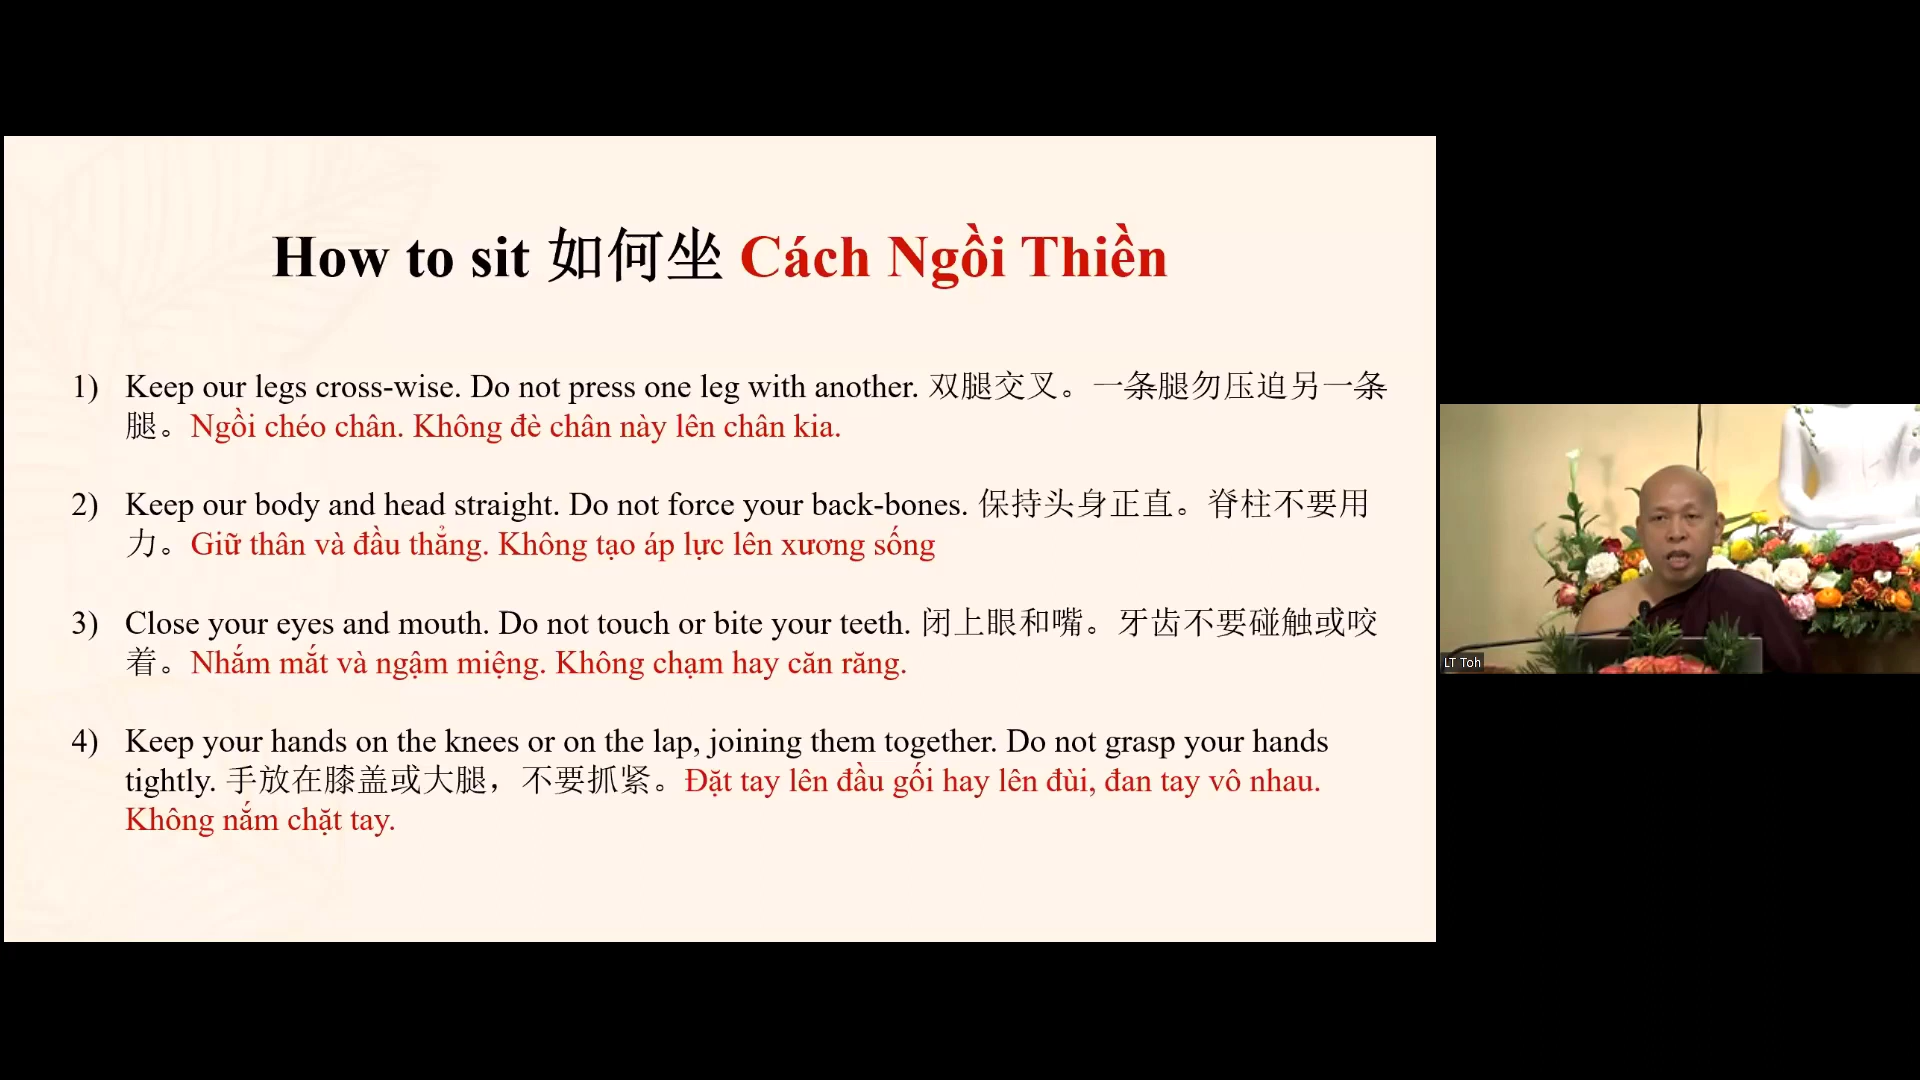 How to sit 如何坐 Cách Ngồi Thiền
1) Keep our legs cross-wise. Do not press one leg with another. 双腿交叉。一条腿勿压迫另一条
腿。Ngồi chéo chân. Không đè chân này lên chân kia.
2) Keep our body and head straight. Do not force your back-bones. 保持头身正直。脊柱不要用
力。Giữ thân và đầu thẳng. Không tạo áp lực lên xương sống
3) Close your eyes and mouth. Do not touch or bite your teeth. 闭上眼和嘴。牙齿不要碰触或咬
着。Nhắm mắt và ngậm miệng. Không chạm hay căn răng.
4) Keep your hands on the knees or on the lap, joining them together. Do not grasp your hands
tightly. 手放在膝盖或大腿，不要抓紧。Đặt tay lên đầu gối hay lên đùi, đan tay vô nhau.
Không nắm chặt tay.
LT Toh